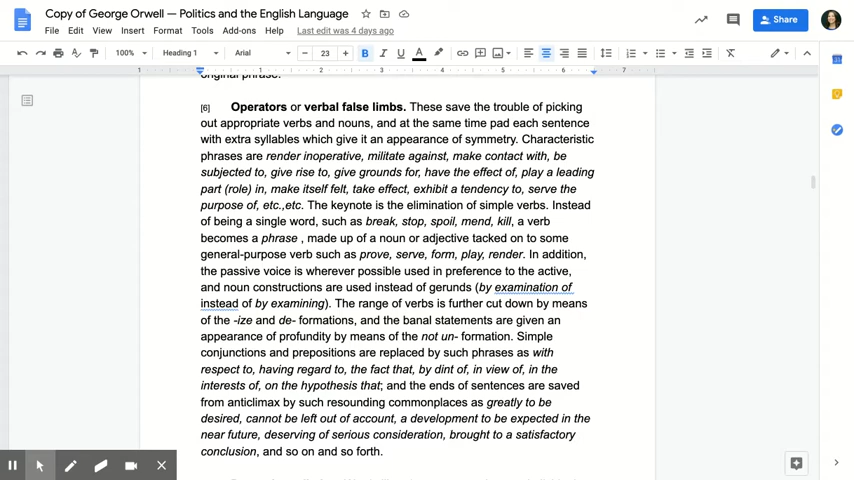 Copy of George Orwell — Politics and the English Language
File Edit View Insert Format Tools Add-ons Help Last edit was 4 days ago
Share
100% Heading 1 Arial 23
B I U A
1 1 2 3 4 5 6 7
original phrase.
[6] Operators or verbal false limbs. These save the trouble of picking
out appropriate verbs and nouns, and at the same time pad each sentence
with extra syllables which give it an appearance of symmetry. Characteristic
phrases are render inoperative, militate against, make contact with, be
subjected to, give rise to, give grounds for, have the effect of, play a leading
part (role) in, make itself felt, take effect, exhibit a tendency to, serve the
purpose of, etc.,etc. The keynote is the elimination of simple verbs. Instead
of being a single word, such as break, stop, spoil, mend, kill, a verb
becomes a phrase , made up of a noun or adjective tacked on to some
general-purpose verb such as prove, serve, form, play, render. In addition,
the passive voice is wherever possible used in preference to the active,
and noun constructions are used instead of gerunds (by examination of
instead of by examining). The range of verbs is further cut down by means
of the -ize and de- formations, and the banal statements are given an
appearance of profundity by means of the not un- formation. Simple
conjunctions and prepositions are replaced by such phrases as with
respect to, having regard to, the fact that, by dint of, in view of, in the
interests of, on the hypothesis that; and the ends of sentences are saved
from anticlimax by such resounding commonplaces as greatly to be
desired, cannot be left out of account, a development to be expected in the
near future, deserving of serious consideration, brought to a satisfactory
conclusion, and so on and so forth.